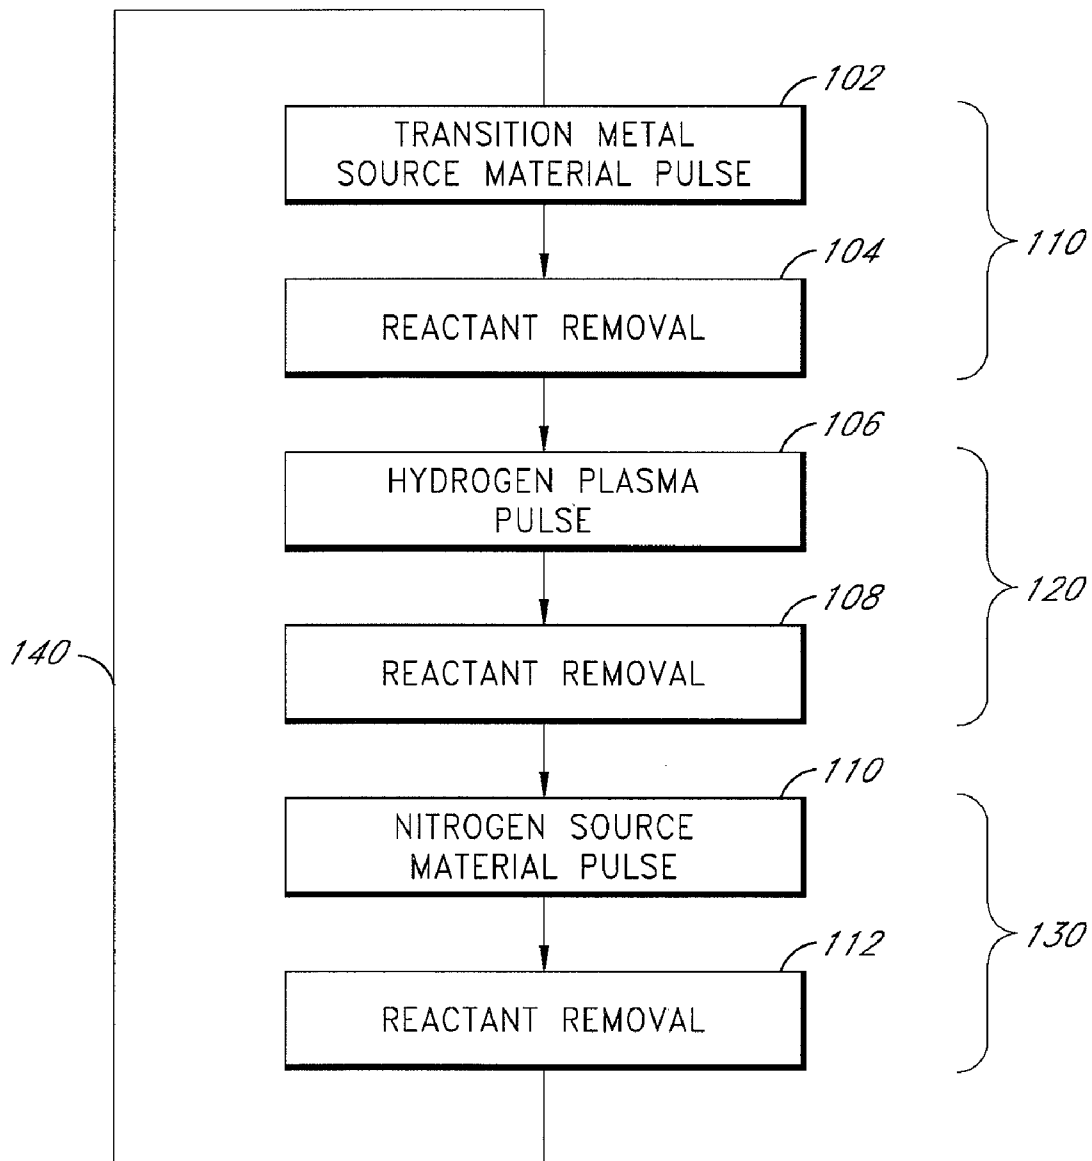 102
TRANSITION METAL
SOURCE MATERIAL PULSE
110
104
REACTANT REMOVAL
106
HYDROGEN PLASMA
PULSE
120
108
REACTANT REMOVAL
140
110
NITROGEN SOURCE
MATERIAL PULSE
130
112
REACTANT REMOVAL